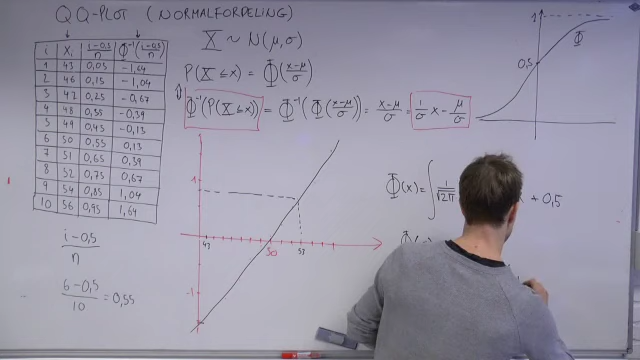 QQ-PLOT (NORMALFORDELING)
i | Xi | i-0,5/n | Φ⁻¹(i-0,5/n)
1 | 43 | 0,05 | -1,64
2 | 46 | 0,15 | -1,04
3 | 42 | 0,25 | -0,67
4 | 48 | 0,35 | -0,39
5 | 49 | 0,45 | -0,13
6 | 50 | 0,55 | 0,13
7 | 51 | 0,65 | 0,39
8 | 52 | 0,75 | 0,67
9 | 54 | 0,85 | 1,04
10 | 56 | 0,95 | 1,64
i-0,5/n
6-0,5/10 = 0,55
X ~ N(μ,σ)
P(X≤x) = Φ(x-μ/σ)
Φ⁻¹(P(X≤x)) = Φ⁻¹(Φ(x-μ/σ)) = x-μ/σ = 1/σ x - μ/σ
1
-1
43
50
53
1
0,5
Φ
Φ(x) = ∫ 1/√2π
+ 0,5